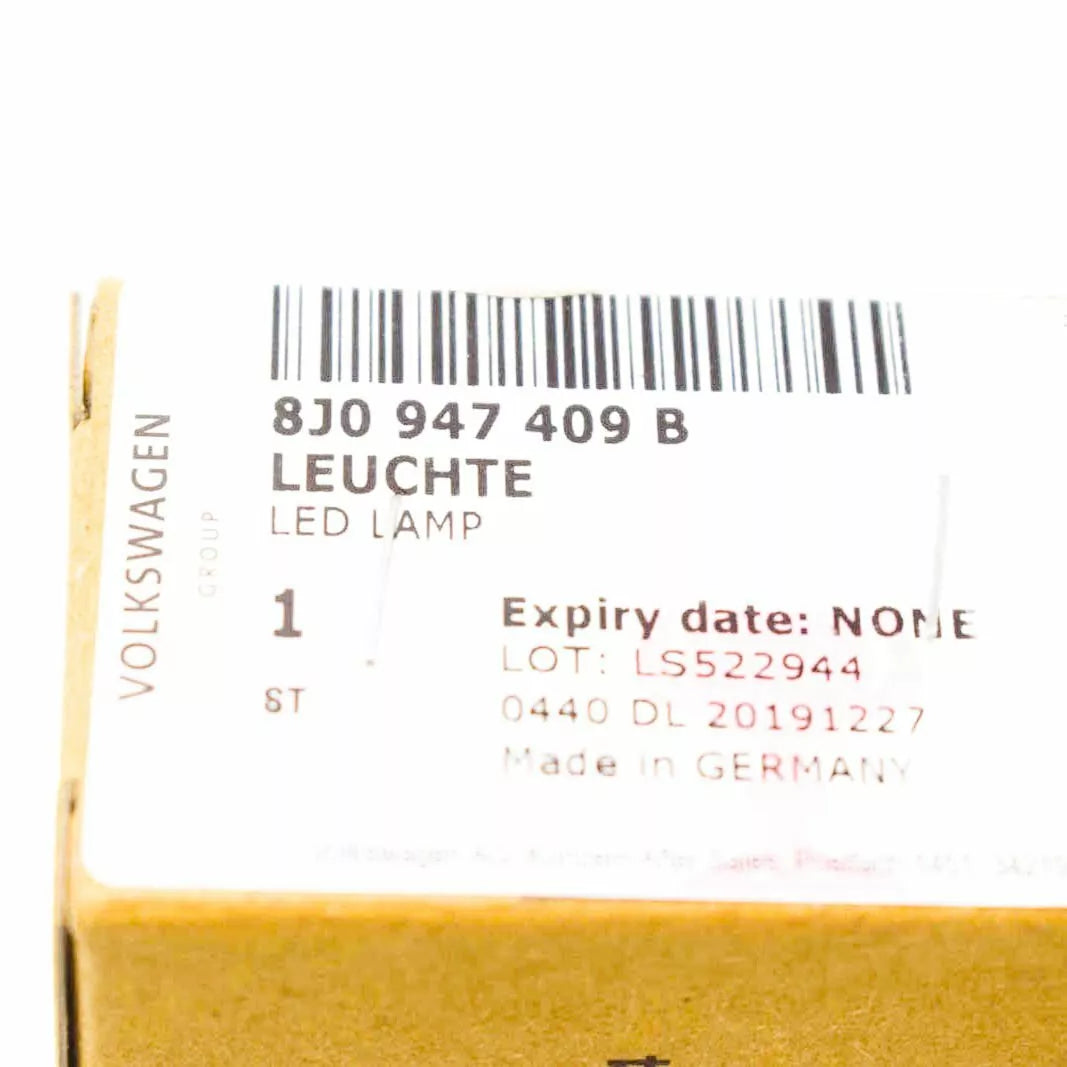 8J0 947 409 B
LEUCHTE
LED LAMP
1
ST
Expiry date: NONE
LOT: LS522944
0440 DL 20191227
Made in GERMANY
VOLKSWAGEN
GROUP